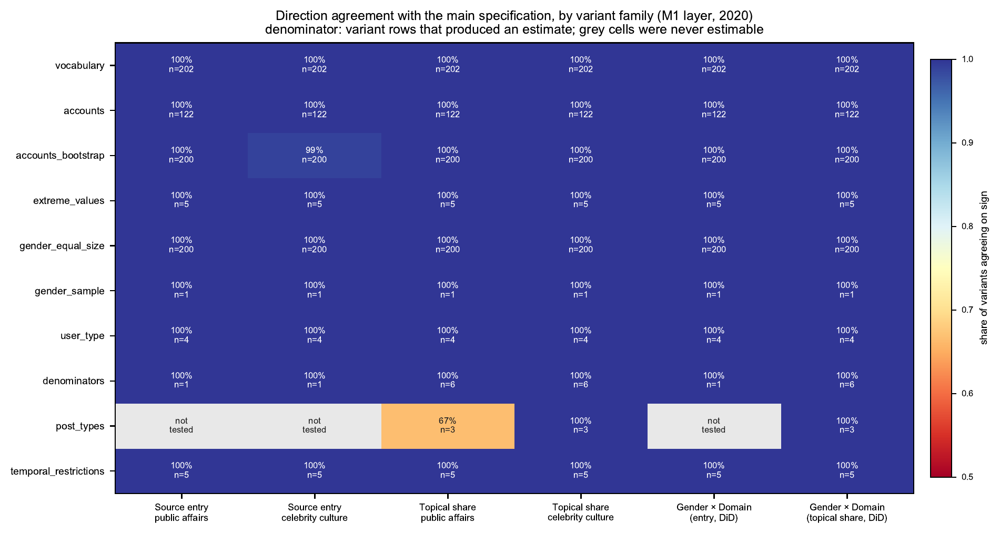 Direction agreement with the main specification, by variant family (M1 layer, 2020)
denominator: variant rows that produced an estimate; grey cells were never estimable
vocabulary
100% 100% 100% 100% 100% 100%
n=202 n=202 n=202 n=202 n=202 n=202
accounts
100% 100% 100% 100% 100% 100%
n=122 n=122 n=122 n=122 n=122 n=122
accounts_bootstrap
100% 99% 100% 100% 100% 100%
n=200 n=200 n=200 n=200 n=200 n=200
extreme_values
100% 100% 100% 100% 100% 100%
n=5 n=5 n=5 n=5 n=5 n=5
gender_equal_size
100% 100% 100% 100% 100% 100%
n=200 n=200 n=200 n=200 n=200 n=200
gender_sample
100% 100% 100% 100% 100% 100%
n=1 n=1 n=1 n=1 n=1 n=1
user_type
100% 100% 100% 100% 100% 100%
n=4 n=4 n=4 n=4 n=4 n=4
denominators
100% 100% 100% 100% 100% 100%
n=1 n=1 n=6 n=6 n=1 n=6
post_types
not not 67% 100% not 100%
tested tested n=3 n=3 tested n=3
temporal_restrictions
100% 100% 100% 100% 100% 100%
n=5 n=5 n=5 n=5 n=5 n=5
Source entry
public affairs
Source entry
celebrity culture
Topical share
public affairs
Topical share
celebrity culture
Gender × Domain
(entry, DiD)
Gender × Domain
(topical share, DiD)
1.0
0.9
0.8
0.7
0.6
0.5
share of variants agreeing on sign